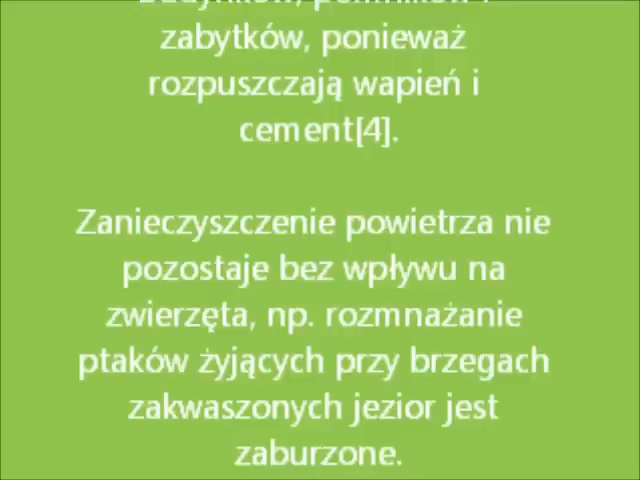 zabytków, ponieważ
rozpuszczają wapień i
cement[4].
Zanieczyszczenie powietrza nie
pozostaje bez wpływu na
zwierzęta, np. rozmnażanie
ptaków żyjących przy brzegach
zakwaszonych jezior jest
zaburzone.